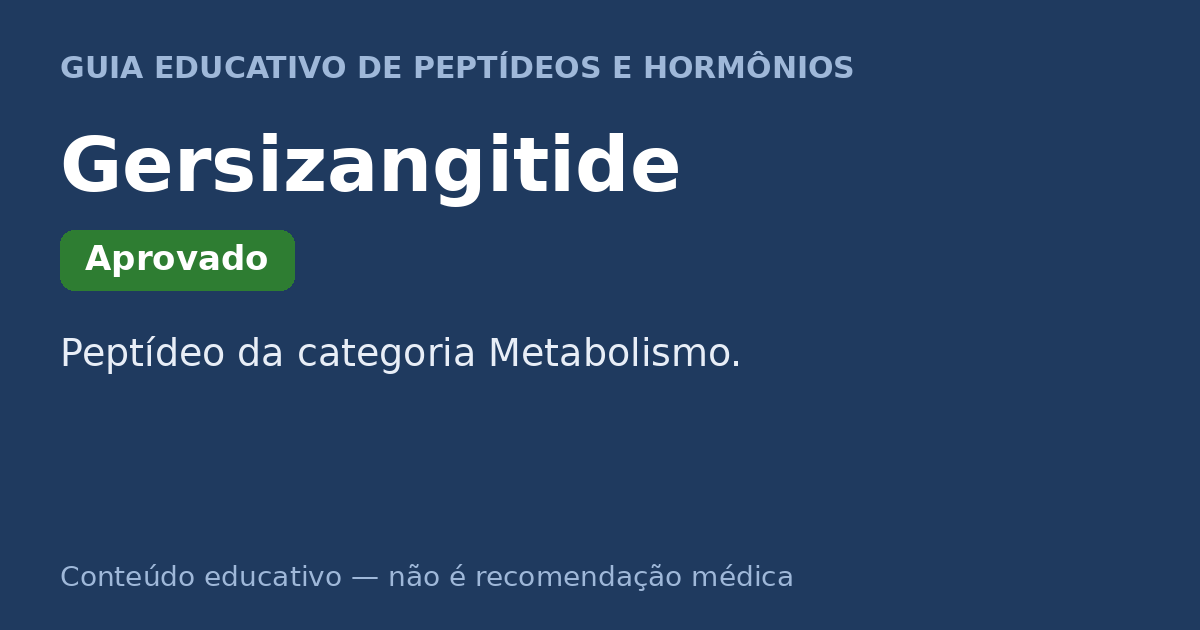 GUIA EDUCATIVO DE PEPTÍDEOS E HORMÔNIOS
Gersizangitide
Aprovado
Peptídeo da categoria Metabolismo.
Conteúdo educativo — não é recomendação médica